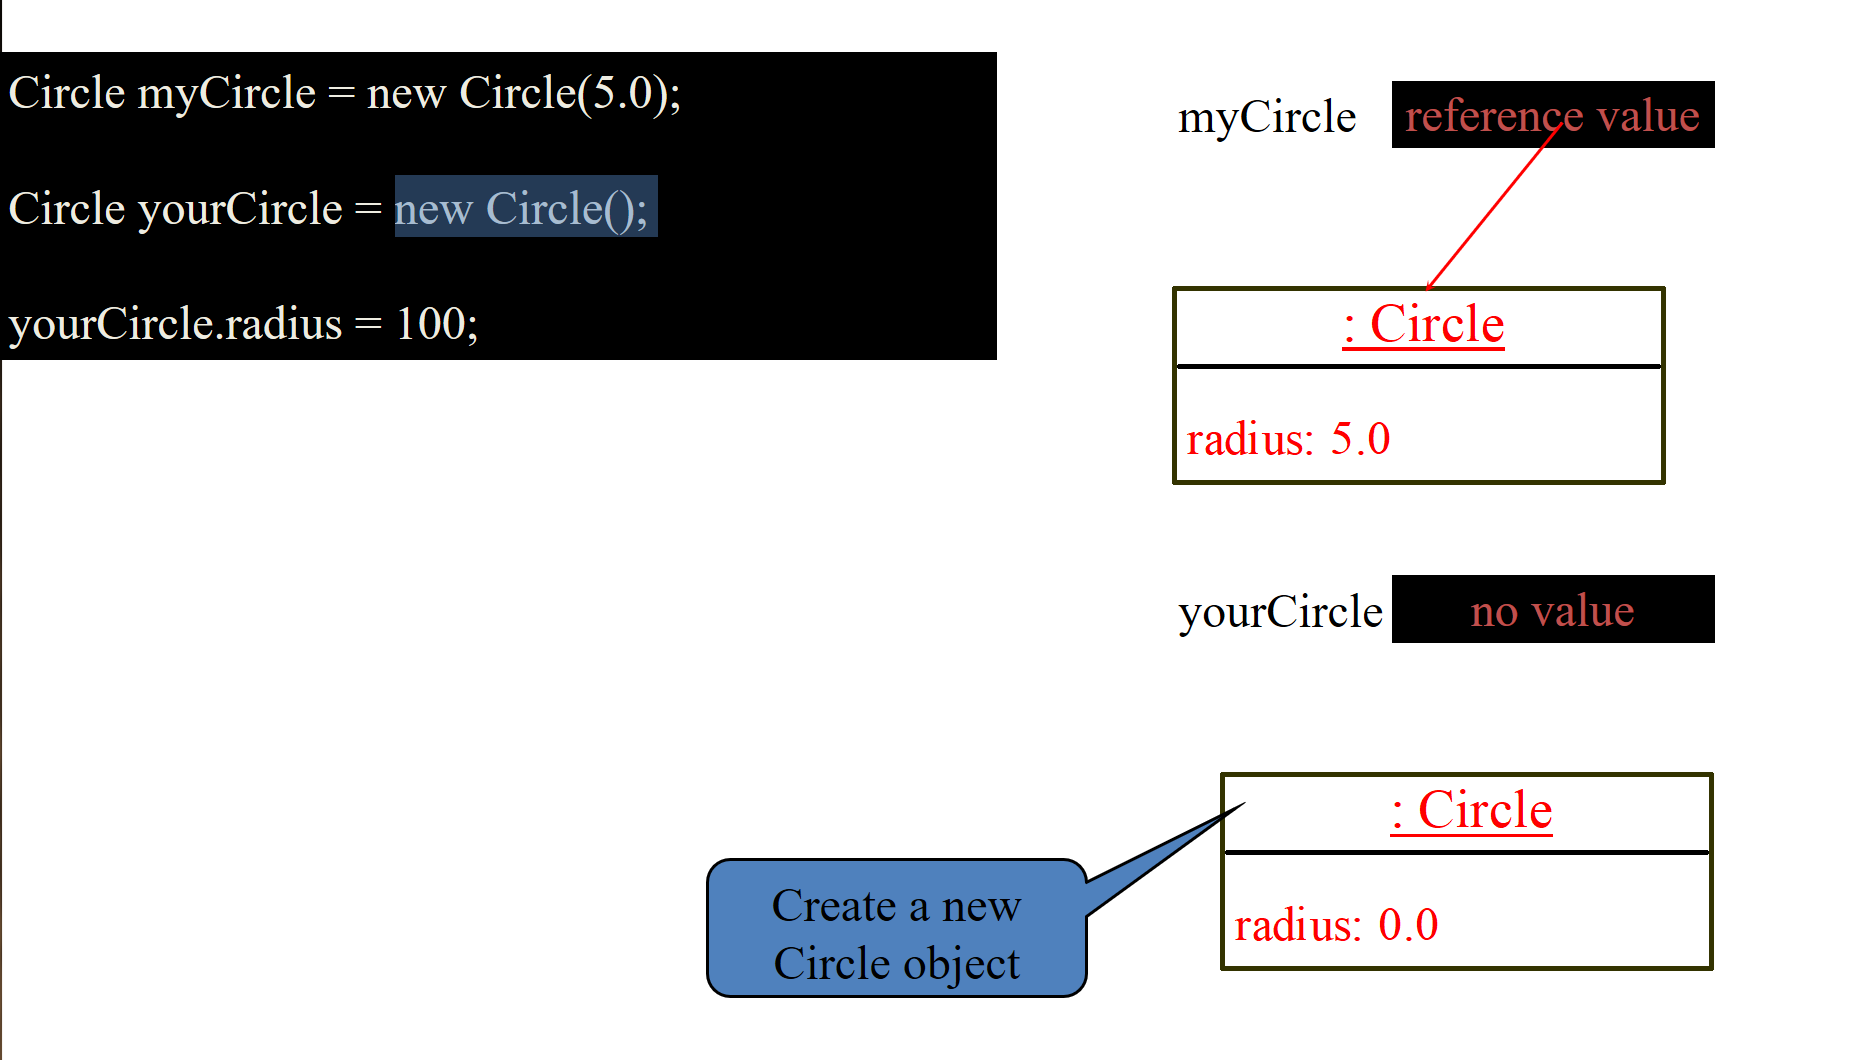 Circle myCircle = new Circle(5.0);
Circle yourCircle = new Circle();
yourCircle.radius = 100;
myCircle reference value
: Circle
radius: 5.0
yourCircle no value
: Circle
radius: 0.0
Create a new
Circle object